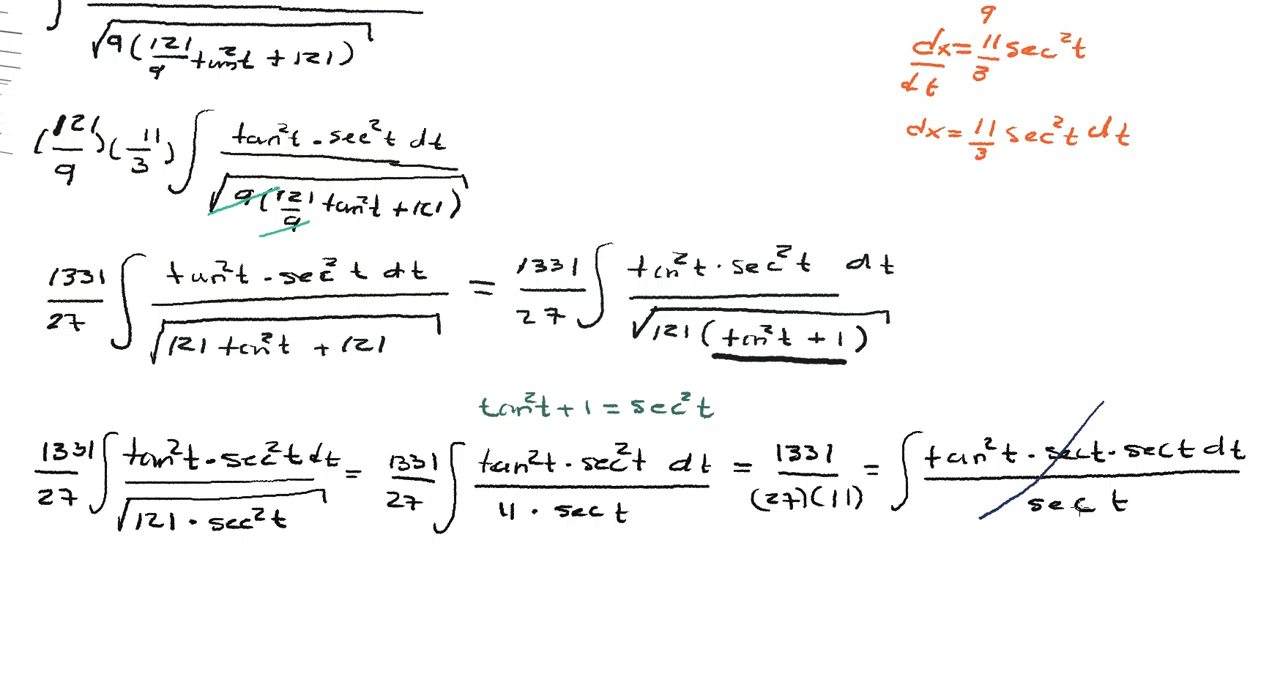 ∫ ――― / √(9(121/9 tan²t + 121))
9
dx/dt = 11/3 sec²t
dx = 11/3 sec²t dt
(121/9)(11/3) ∫ tan²t · sec²t dt / √(9(121/9 tan²t + 121))
1331/27 ∫ tan²t · sec²t dt / √(121 tan²t + 121) = 1331/27 ∫ tan²t · sec²t dt / √(121(tan²t + 1))
tan²t + 1 = sec²t
1331/27 ∫ tan²t · sec²t dt / √(121 · sec²t) = 1331/27 ∫ tan²t · sec²t dt / 11 · sec t = 1331/(27)(11) = ∫ tan²t · sect · sect dt / sec t